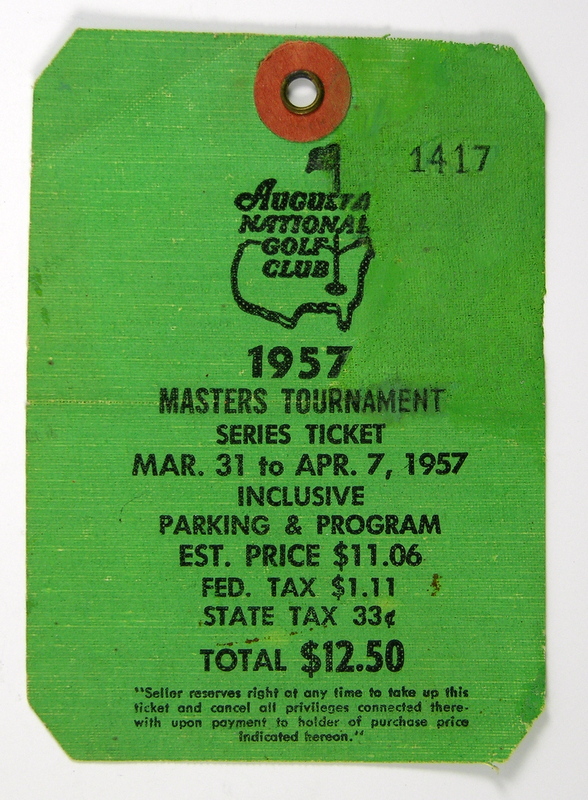 1417
AUGUSTA
NATIONAL
GOLF
CLUB
1957
MASTERS TOURNAMENT
SERIES TICKET
MAR. 31 to APR. 7, 1957
INCLUSIVE
PARKING & PROGRAM
EST. PRICE $11.06
FED. TAX $1.11
STATE TAX 33¢
TOTAL $12.50
"Seller reserves right at any time to take up this
ticket and cancel all privileges connected there-
with upon payment to holder of purchase price
indicated hereon."